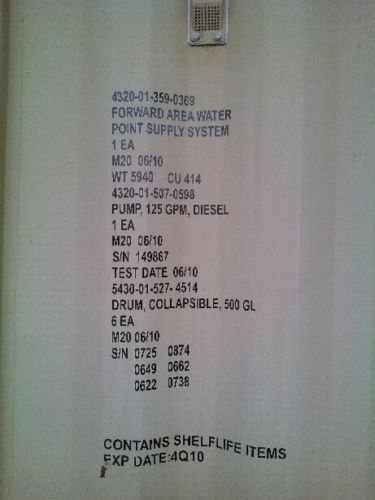 4320-01-359-0369
FORWARD AREA WATER
POINT SUPPLY SYSTEM
1 EA
M20 06/10
WT 5940 CU 414
4320-01-507-0598
PUMP, 125 GPM, DIESEL
1 EA
M20 06/10
S/N 149867
TEST DATE 06/10
5430-01-527-4514
DRUM, COLLAPSIBLE, 500 GL
6 EA
M20 06/10
S/N 0725 0874
0649 0662
0622 0738
CONTAINS SHELFLIFE ITEMS
EXP DATE:4Q10